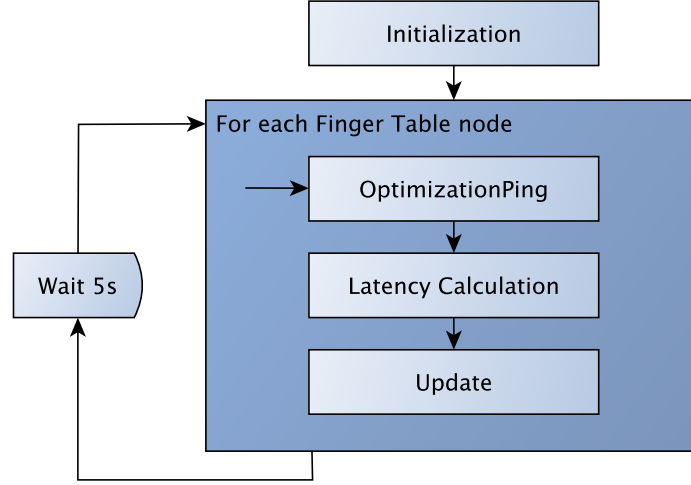 Initialization
For each Finger Table node
OptimizationPing
Wait 5s
Latency Calculation
Update